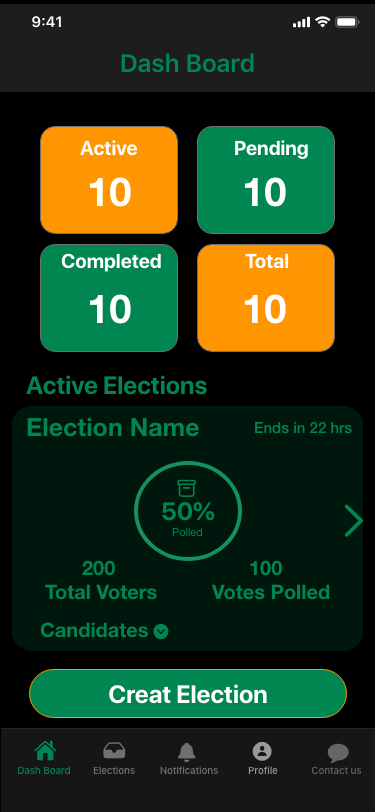 9:41
Dash Board
Active Pending
10 10
Completed Total
10 10
Active Elections
Election Name Ends in 22 hrs
50%
Polled
200 100
Total Voters Votes Polled
Candidates
Creat Election
Dash Board Elections Notifications Profile Contact us